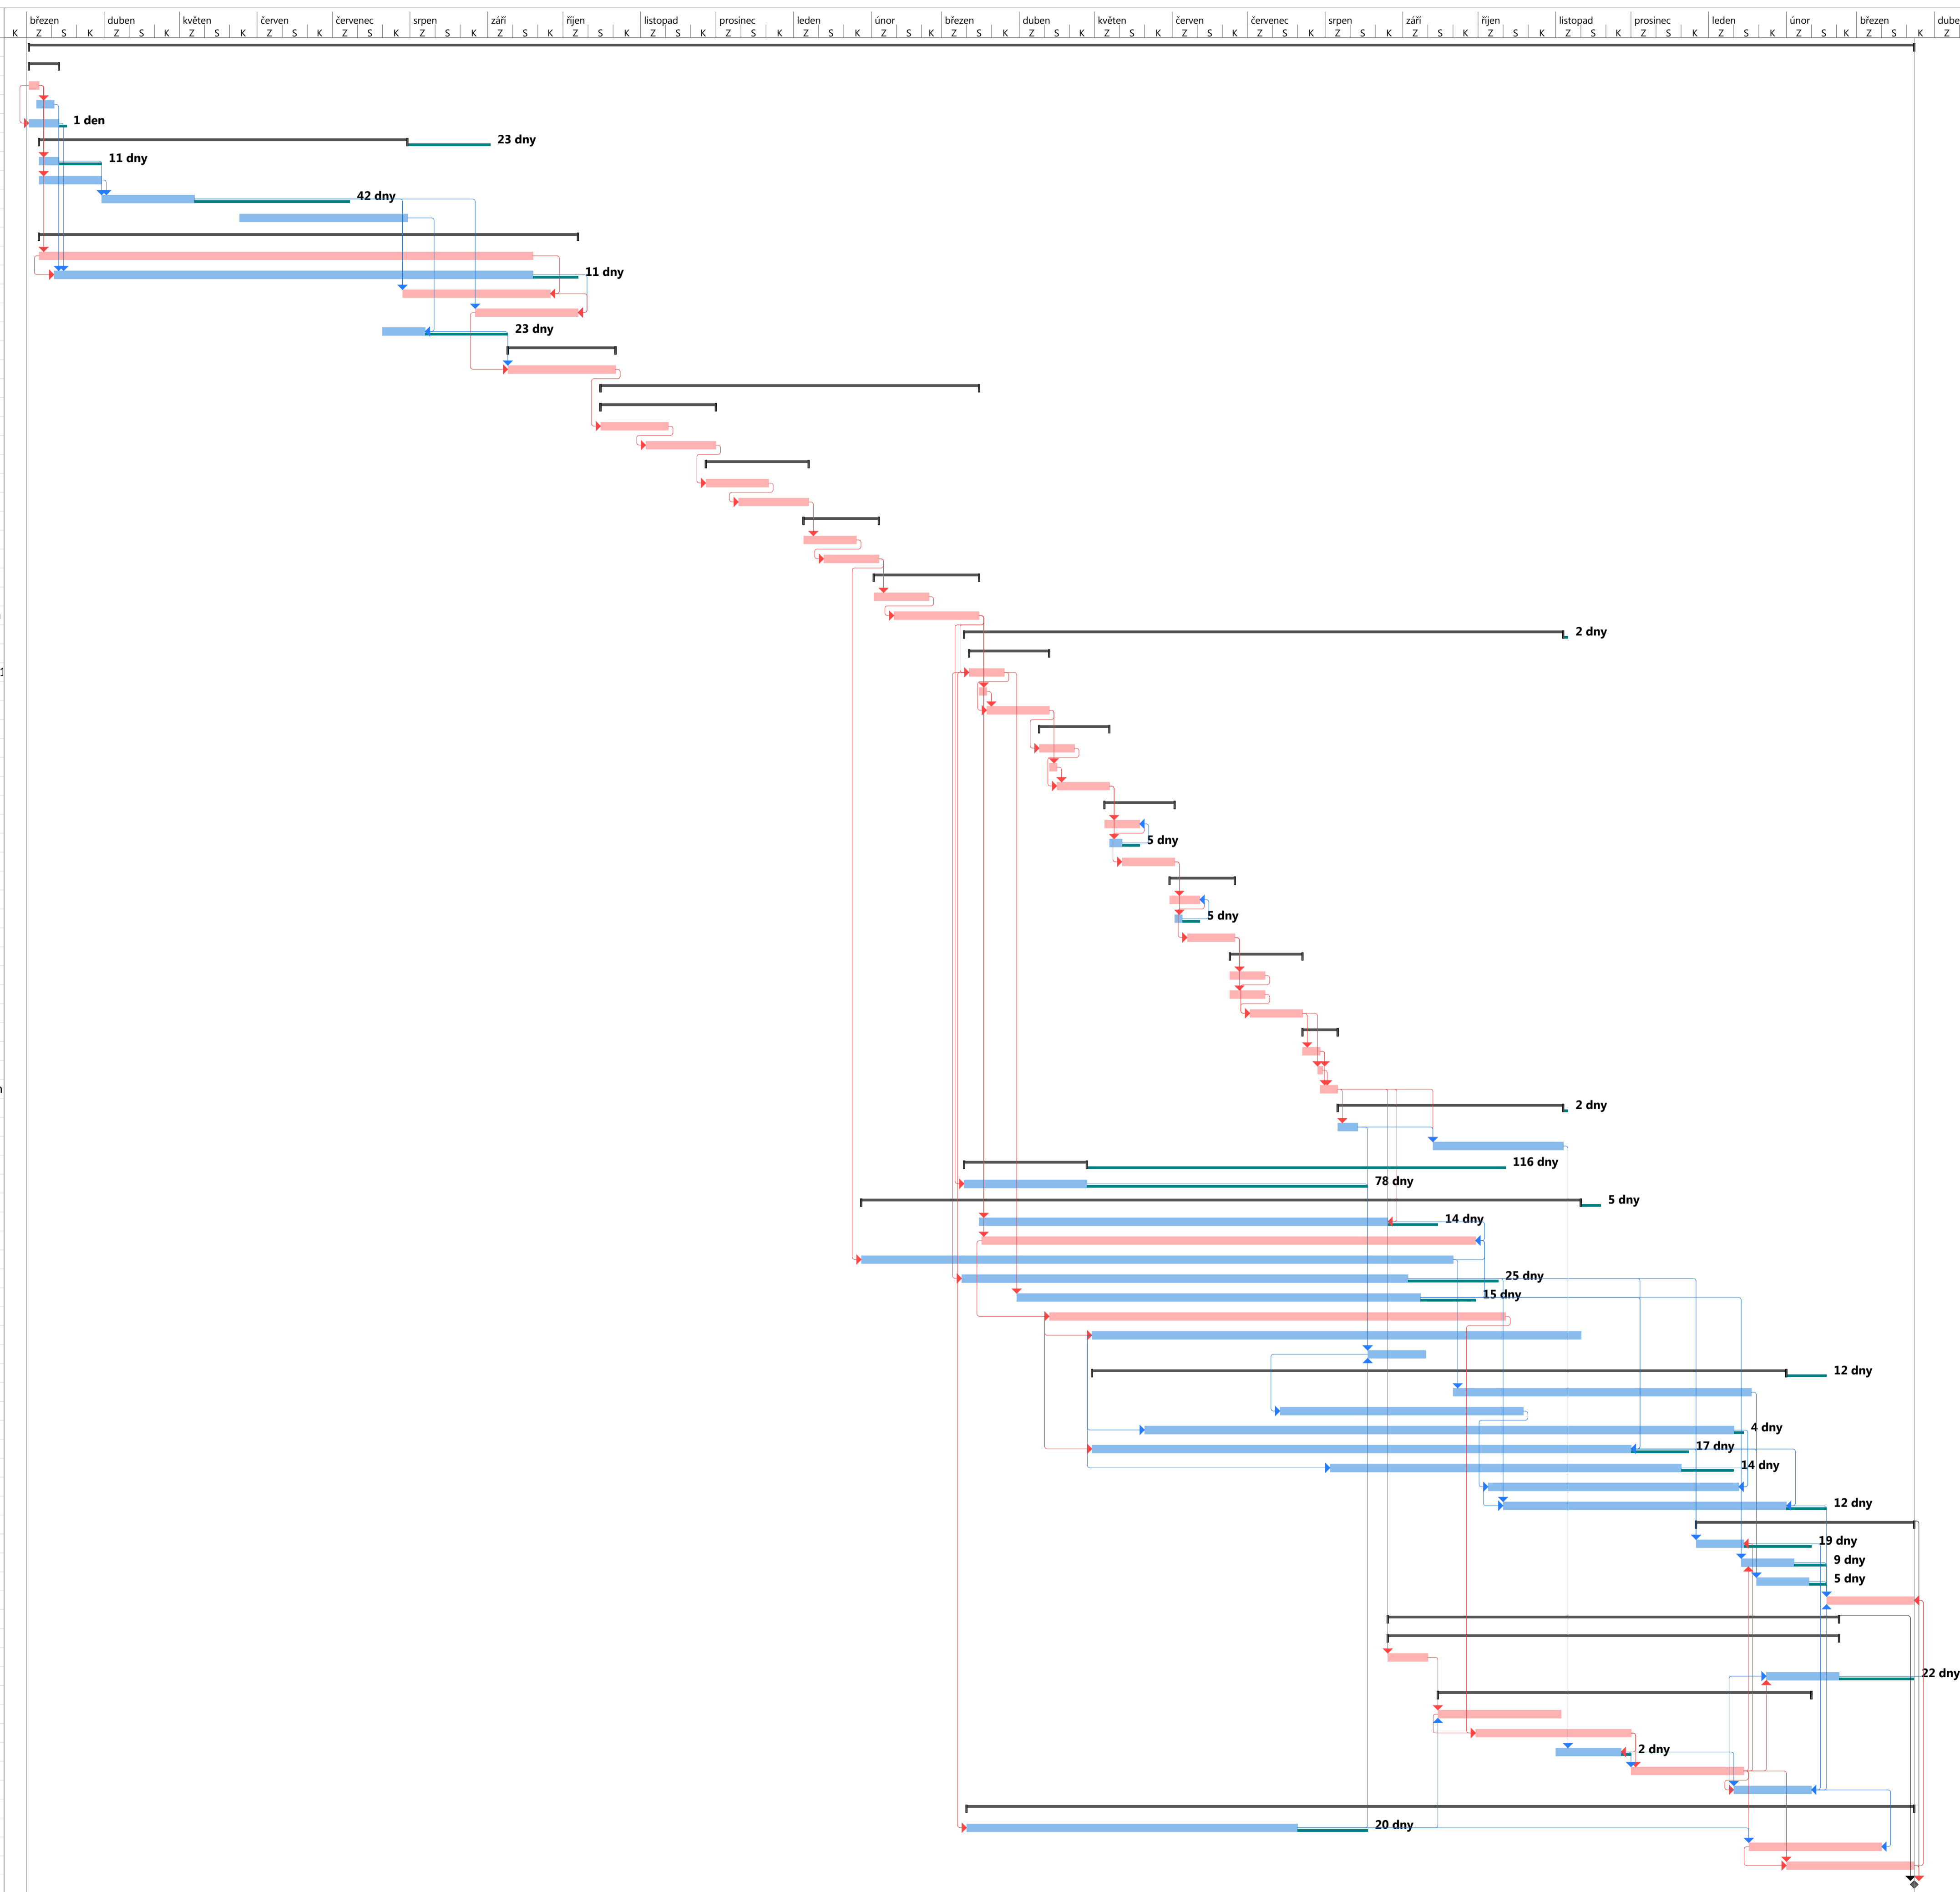 březen duben květen červen červenec srpen září říjen listopad prosinec leden únor březen duben květen červen červenec srpen září říjen listopad prosinec leden únor březen dube
K Z S K Z S K Z S K Z S K Z S K Z S K Z S K Z S K Z S K Z S K Z S K Z S K Z S K Z S K Z S K Z S K Z S K Z S K Z S K Z S K Z S K Z S K Z S K Z S K Z S K Z S K Z
1 den
23 dny
11 dny
42 dny
11 dny
23 dny
2 dny
5 dny
5 dny
2 dny
116 dny
78 dny
5 dny
14 dny
25 dny
15 dny
12 dny
4 dny
17 dny
14 dny
12 dny
19 dny
9 dny
5 dny
22 dny
2 dny
20 dny